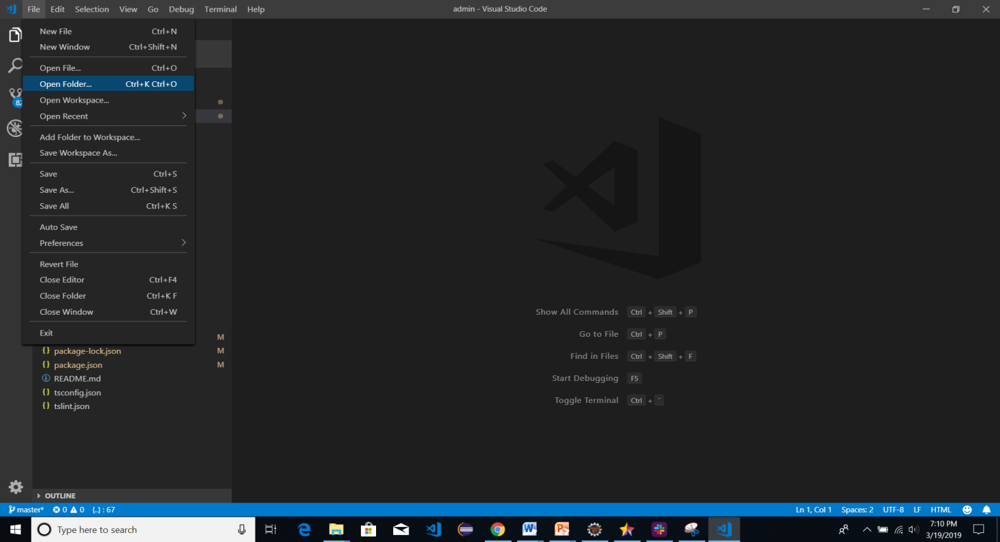 File Edit Selection View Go Debug Terminal Help admin - Visual Studio Code
New File Ctrl+N
New Window Ctrl+Shift+N
Open File... Ctrl+O
Open Folder... Ctrl+K Ctrl+O
Open Workspace...
Open Recent
Add Folder to Workspace...
Save Workspace As...
Save Ctrl+S
Save As... Ctrl+Shift+S
Save All Ctrl+K S
Auto Save
Preferences
Revert File
Close Editor Ctrl+F4
Close Folder Ctrl+K F
Close Window Ctrl+W
Exit
82
M
{} package-lock.json M
{} package.json M
README.md
{} tsconfig.json
{} tslint.json
OUTLINE
Show All Commands Ctrl + Shift + P
Go to File Ctrl + P
Find in Files Ctrl + Shift + F
Start Debugging F5
Toggle Terminal Ctrl + `
master* 0 0 {..} : 67 Ln 1, Col 1 Spaces: 2 UTF-8 LF HTML
Type here to search
7:10 PM
3/19/2019